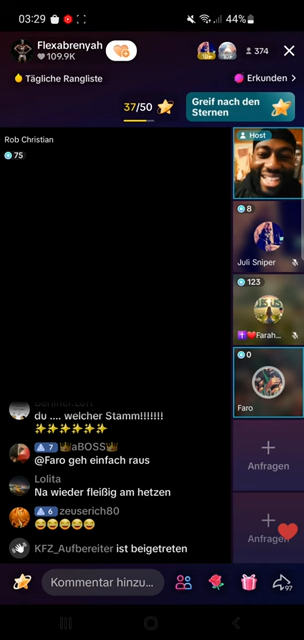 03:29
44%
Flexabrenyah
109.9K
374
Tägliche Rangliste
Erkunden >
37/50
Greif nach den
Sternen
Rob Christian
75
Host
8
Juli Sniper
123
Farah...
0
Faro
Anfragen
Anfragen
du .... welcher Stamm!!!!!!!
7 aBOSS
@Faro geh einfach raus
Lolita
Na wieder fleißig am hetzen
6 zeuserich80
KFZ_Aufbereiter ist beigetreten
Kommentar hinzu...
97